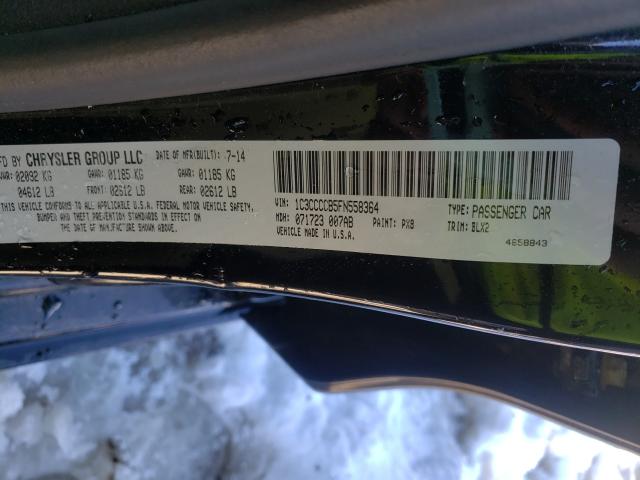 FD BY CHRYSLER GROUP LLC DATE OF MFR(BUILT): 7-14
VWR: 02092 KG GAWR: 01185 KG GAWR: 01185 KG
04612 LB FRONT: 02612 LB REAR: 02612 LB
THIS VEHICLE CONFORMS TO ALL APPLICABLE FEDERAL MOTOR VEHICLE SAFETY,
BUMPER AND THEFT PREVENTION STANDARDS IN EFFECT ON
THE DATE OF MANUFACTURE SHOWN ABOVE
VIN: 1C3CCCCB5FN558364 TYPE: PASSENGER CAR
MDH: 071723 007AB PAINT: PX8 TRIM: BLX2
VEHICLE MADE IN U.S.A. 4658843